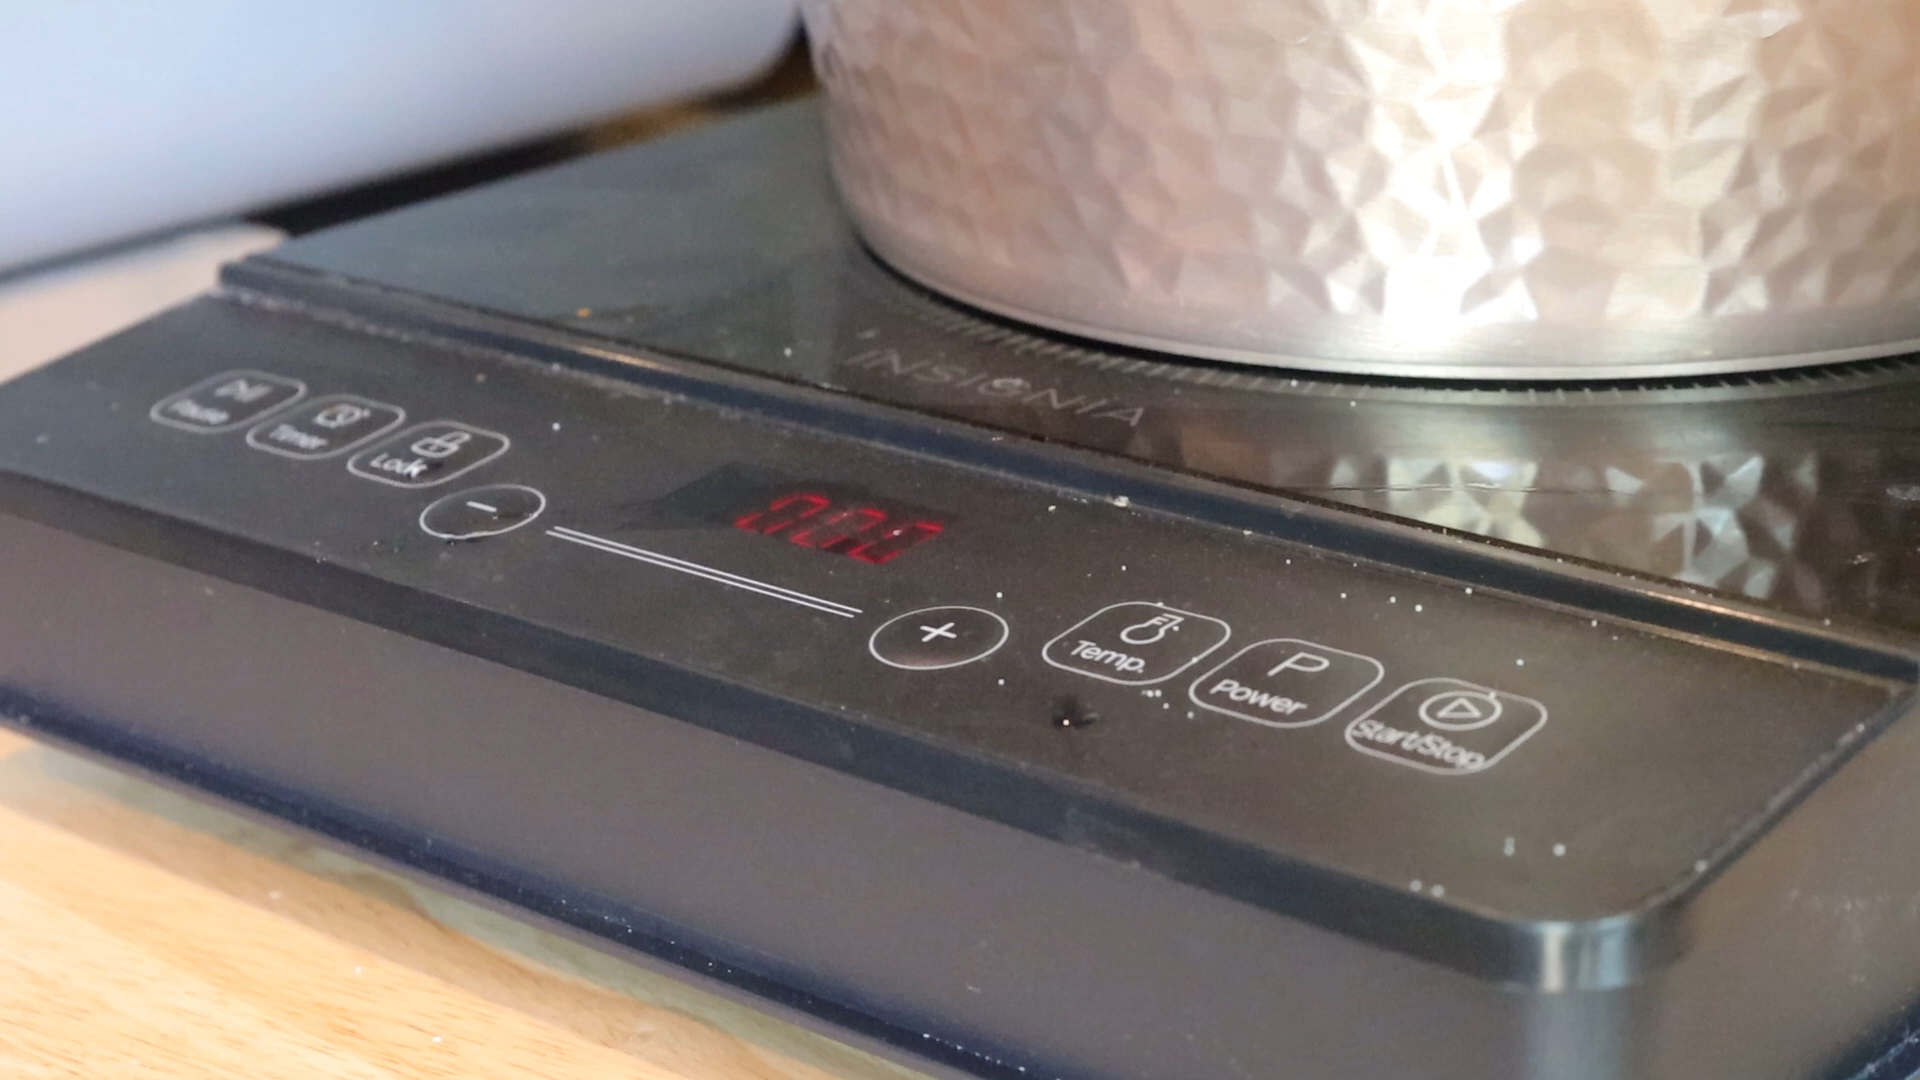 INSIGNIA
Pause
Timer
Lock
−
+
Temp.
P
Power
Start/Stop